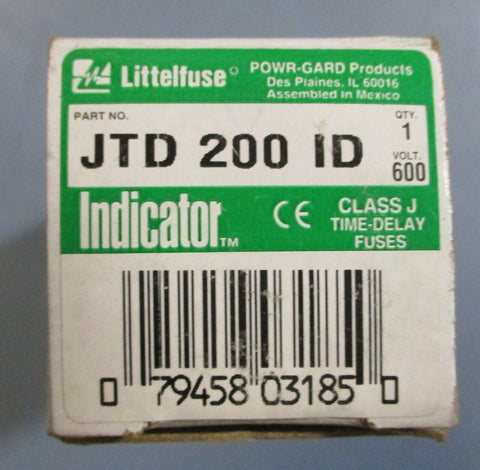 Littelfuse®
POWR-GARD Products
Des Plaines, IL 60016
Assembled in Mexico
PART NO.
JTD 200 ID
QTY.
1
VOLT.
600
Indicator™
CE
CLASS J
TIME-DELAY
FUSES
0 79458 03185 0